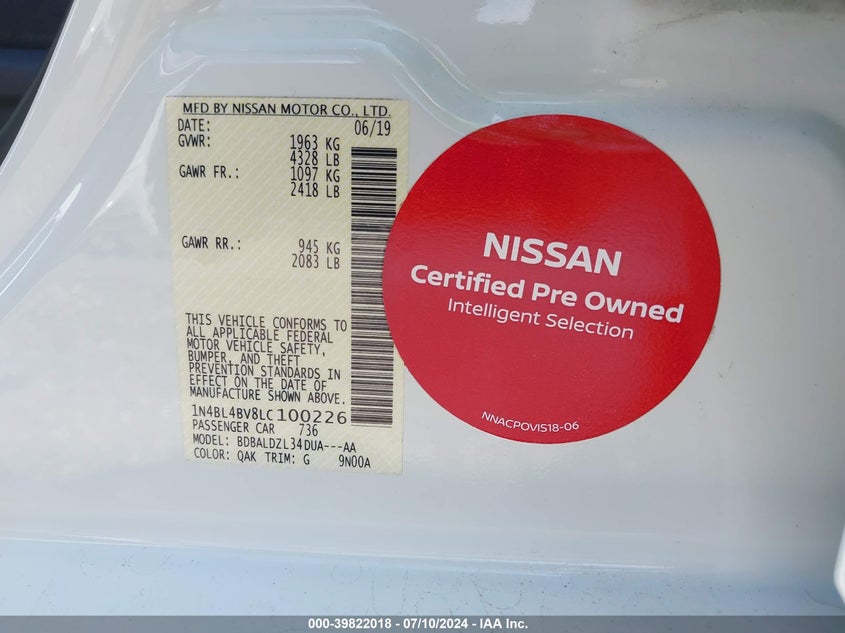 MFD BY NISSAN MOTOR CO., LTD.
DATE: 06/19
GVWR: 1963 KG
4328 LB
GAWR FR.: 1097 KG
2418 LB
GAWR RR.: 945 KG
2083 LB
THIS VEHICLE CONFORMS TO
ALL APPLICABLE FEDERAL
MOTOR VEHICLE SAFETY,
BUMPER, AND THEFT
PREVENTION STANDARDS IN
EFFECT ON THE DATE OF
MANUFACTURE SHOWN ABOVE.
1N4BL4BV8LC100226
PASSENGER CAR 736
MODEL: BDBALDZL34DUA---AA
COLOR: QAK TRIM: G 9N00A
NISSAN
Certified Pre Owned
Intelligent Selection
NNACPOVIS18-06
000-39822018 - 07/10/2024 - IAA Inc.